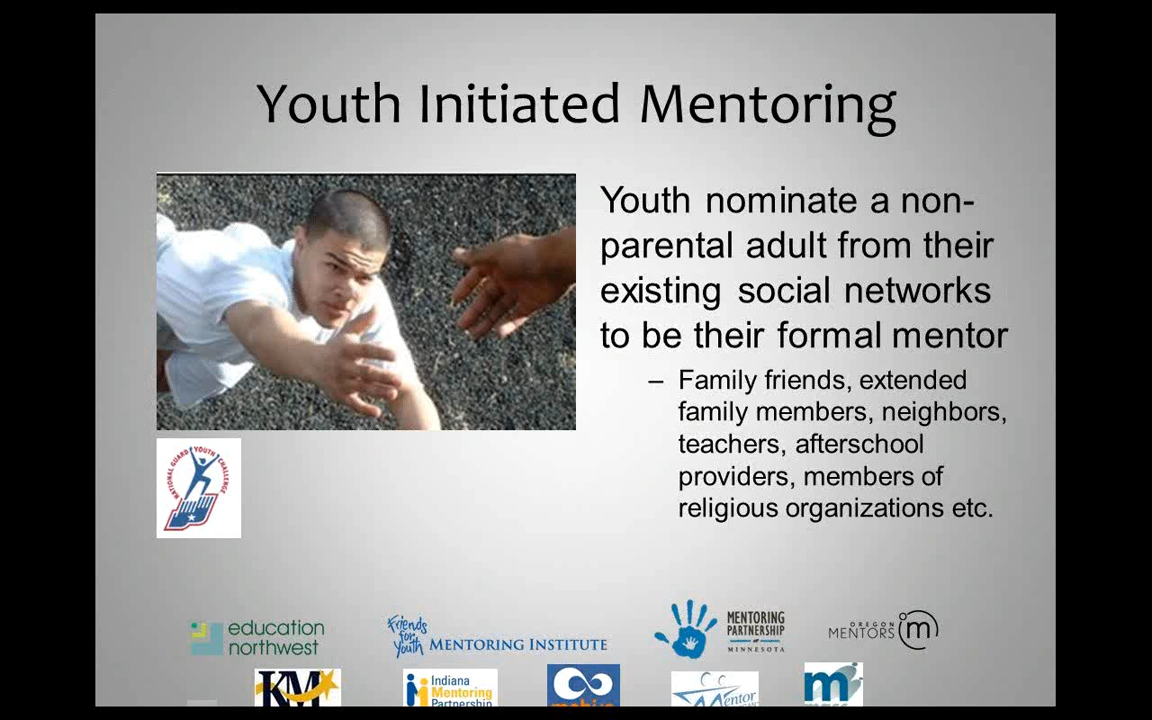 Youth Initiated Mentoring
Youth nominate a non-
parental adult from their
existing social networks
to be their formal mentor
– Family friends, extended
family members, neighbors,
teachers, afterschool
providers, members of
religious organizations etc.
NATIONAL GUARD YOUTH CHALLENGE
education
northwest
Friends
for
Youth
MENTORING INSTITUTE
MENTORING
PARTNERSHIP
of
MINNESOTA
OREGON
MENTORS
m
KM
Indiana
Mentoring
Partnership
Mentor
m